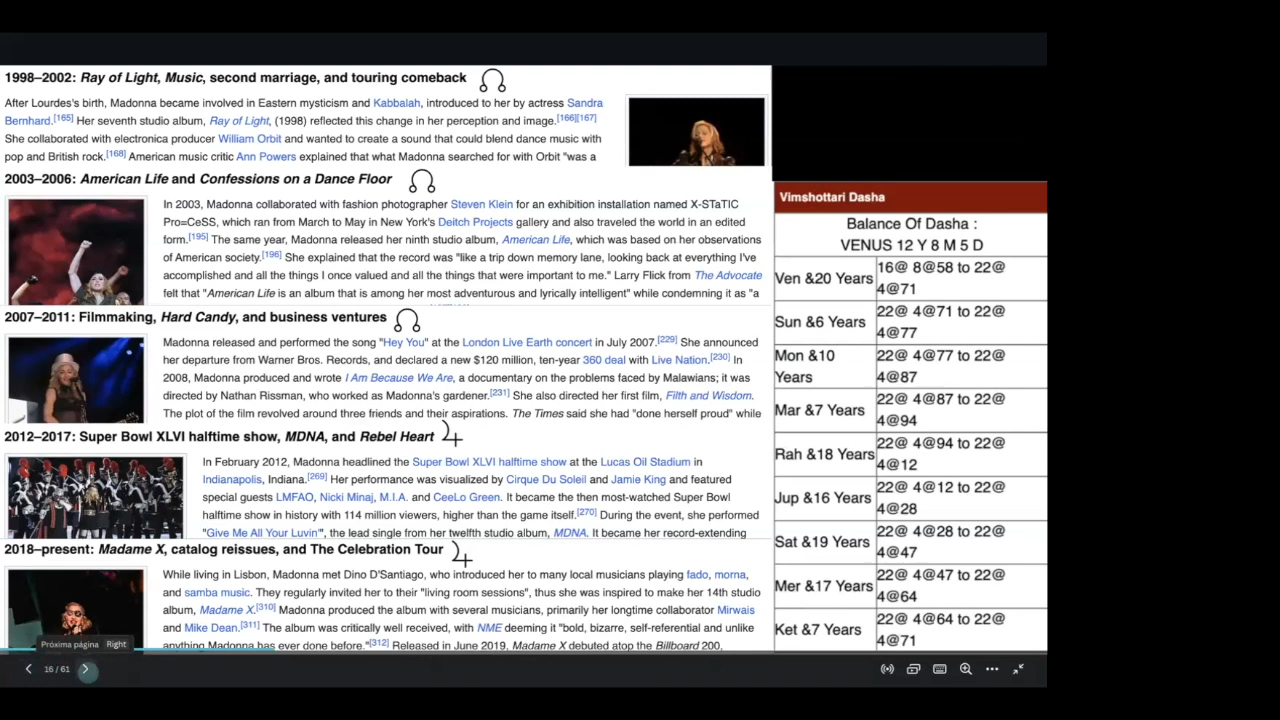 1998–2002: Ray of Light, Music, second marriage, and touring comeback ☊
After Lourdes's birth, Madonna became involved in Eastern mysticism and Kabbalah, introduced to her by actress Sandra
Bernhard.[165] Her seventh studio album, Ray of Light, (1998) reflected this change in her perception and image.[166][167]
She collaborated with electronica producer William Orbit and wanted to create a sound that could blend dance music with
pop and British rock.[168] American music critic Ann Powers explained that what Madonna searched for with Orbit "was a
2003–2006: American Life and Confessions on a Dance Floor ☊
In 2003, Madonna collaborated with fashion photographer Steven Klein for an exhibition installation named X-STaTIC
Pro=CeSS, which ran from March to May in New York's Deitch Projects gallery and also traveled the world in an edited
form.[195] The same year, Madonna released her ninth studio album, American Life, which was based on her observations
of American society.[196] She explained that the record was "like a trip down memory lane, looking back at everything I've
accomplished and all the things I once valued and all the things that were important to me." Larry Flick from The Advocate
felt that "American Life is an album that is among her most adventurous and lyrically intelligent" while condemning it as "a
2007–2011: Filmmaking, Hard Candy, and business ventures ☊
Madonna released and performed the song "Hey You" at the London Live Earth concert in July 2007.[229] She announced
her departure from Warner Bros. Records, and declared a new $120 million, ten-year 360 deal with Live Nation.[230] In
2008, Madonna produced and wrote I Am Because We Are, a documentary on the problems faced by Malawians; it was
directed by Nathan Rissman, who worked as Madonna's gardener.[231] She also directed her first film, Filth and Wisdom.
The plot of the film revolved around three friends and their aspirations. The Times said she had "done herself proud" while
2012–2017: Super Bowl XLVI halftime show, MDNA, and Rebel Heart ♃
In February 2012, Madonna headlined the Super Bowl XLVI halftime show at the Lucas Oil Stadium in
Indianapolis, Indiana.[269] Her performance was visualized by Cirque Du Soleil and Jamie King and featured
special guests LMFAO, Nicki Minaj, M.I.A. and CeeLo Green. It became the then most-watched Super Bowl
halftime show in history with 114 million viewers, higher than the game itself.[270] During the event, she performed
"Give Me All Your Luvin'", the lead single from her twelfth studio album, MDNA. It became her record-extending
2018–present: Madame X, catalog reissues, and The Celebration Tour ♃
While living in Lisbon, Madonna met Dino D'Santiago, who introduced her to many local musicians playing fado, morna,
and samba music. They regularly invited her to their "living room sessions", thus she was inspired to make her 14th studio
album, Madame X.[310] Madonna produced the album with several musicians, primarily her longtime collaborator Mirwais
and Mike Dean.[311] The album was critically well received, with NME deeming it "bold, bizarre, self-referential and unlike
anything Madonna has ever done before."[312] Released in June 2019, Madame X debuted atop the Billboard 200,
Próxima página Right
16 / 61
Vimshottari Dasha
Balance Of Dasha :
VENUS 12 Y 8 M 5 D
Ven &20 Years 16@ 8@58 to 22@
4@71
Sun &6 Years 22@ 4@71 to 22@
4@77
Mon &10 22@ 4@77 to 22@
Years 4@87
Mar &7 Years 22@ 4@87 to 22@
4@94
Rah &18 Years 22@ 4@94 to 22@
4@12
Jup &16 Years 22@ 4@12 to 22@
4@28
Sat &19 Years 22@ 4@28 to 22@
4@47
Mer &17 Years 22@ 4@47 to 22@
4@64
Ket &7 Years 22@ 4@64 to 22@
4@71